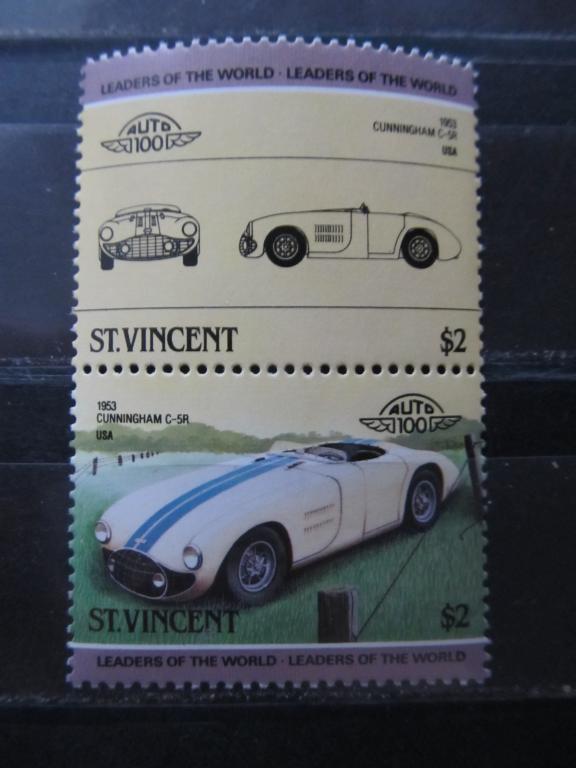 LEADERS OF THE WORLD · LEADERS OF THE WORLD
AUTO
100
1953
CUNNINGHAM C-5R
USA
ST.VINCENT
$2
1953
CUNNINGHAM C-5R
USA
AUTO
100
ST.VINCENT
$2
LEADERS OF THE WORLD · LEADERS OF THE WORLD